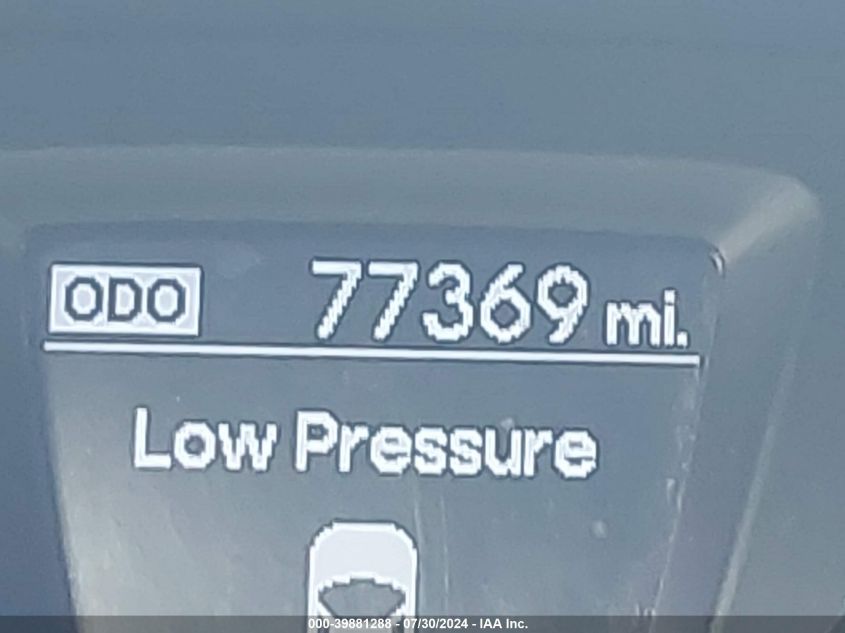 ODO 77369 mi.
Low Pressure
000-39881288 - 07/30/2024 - IAA Inc.